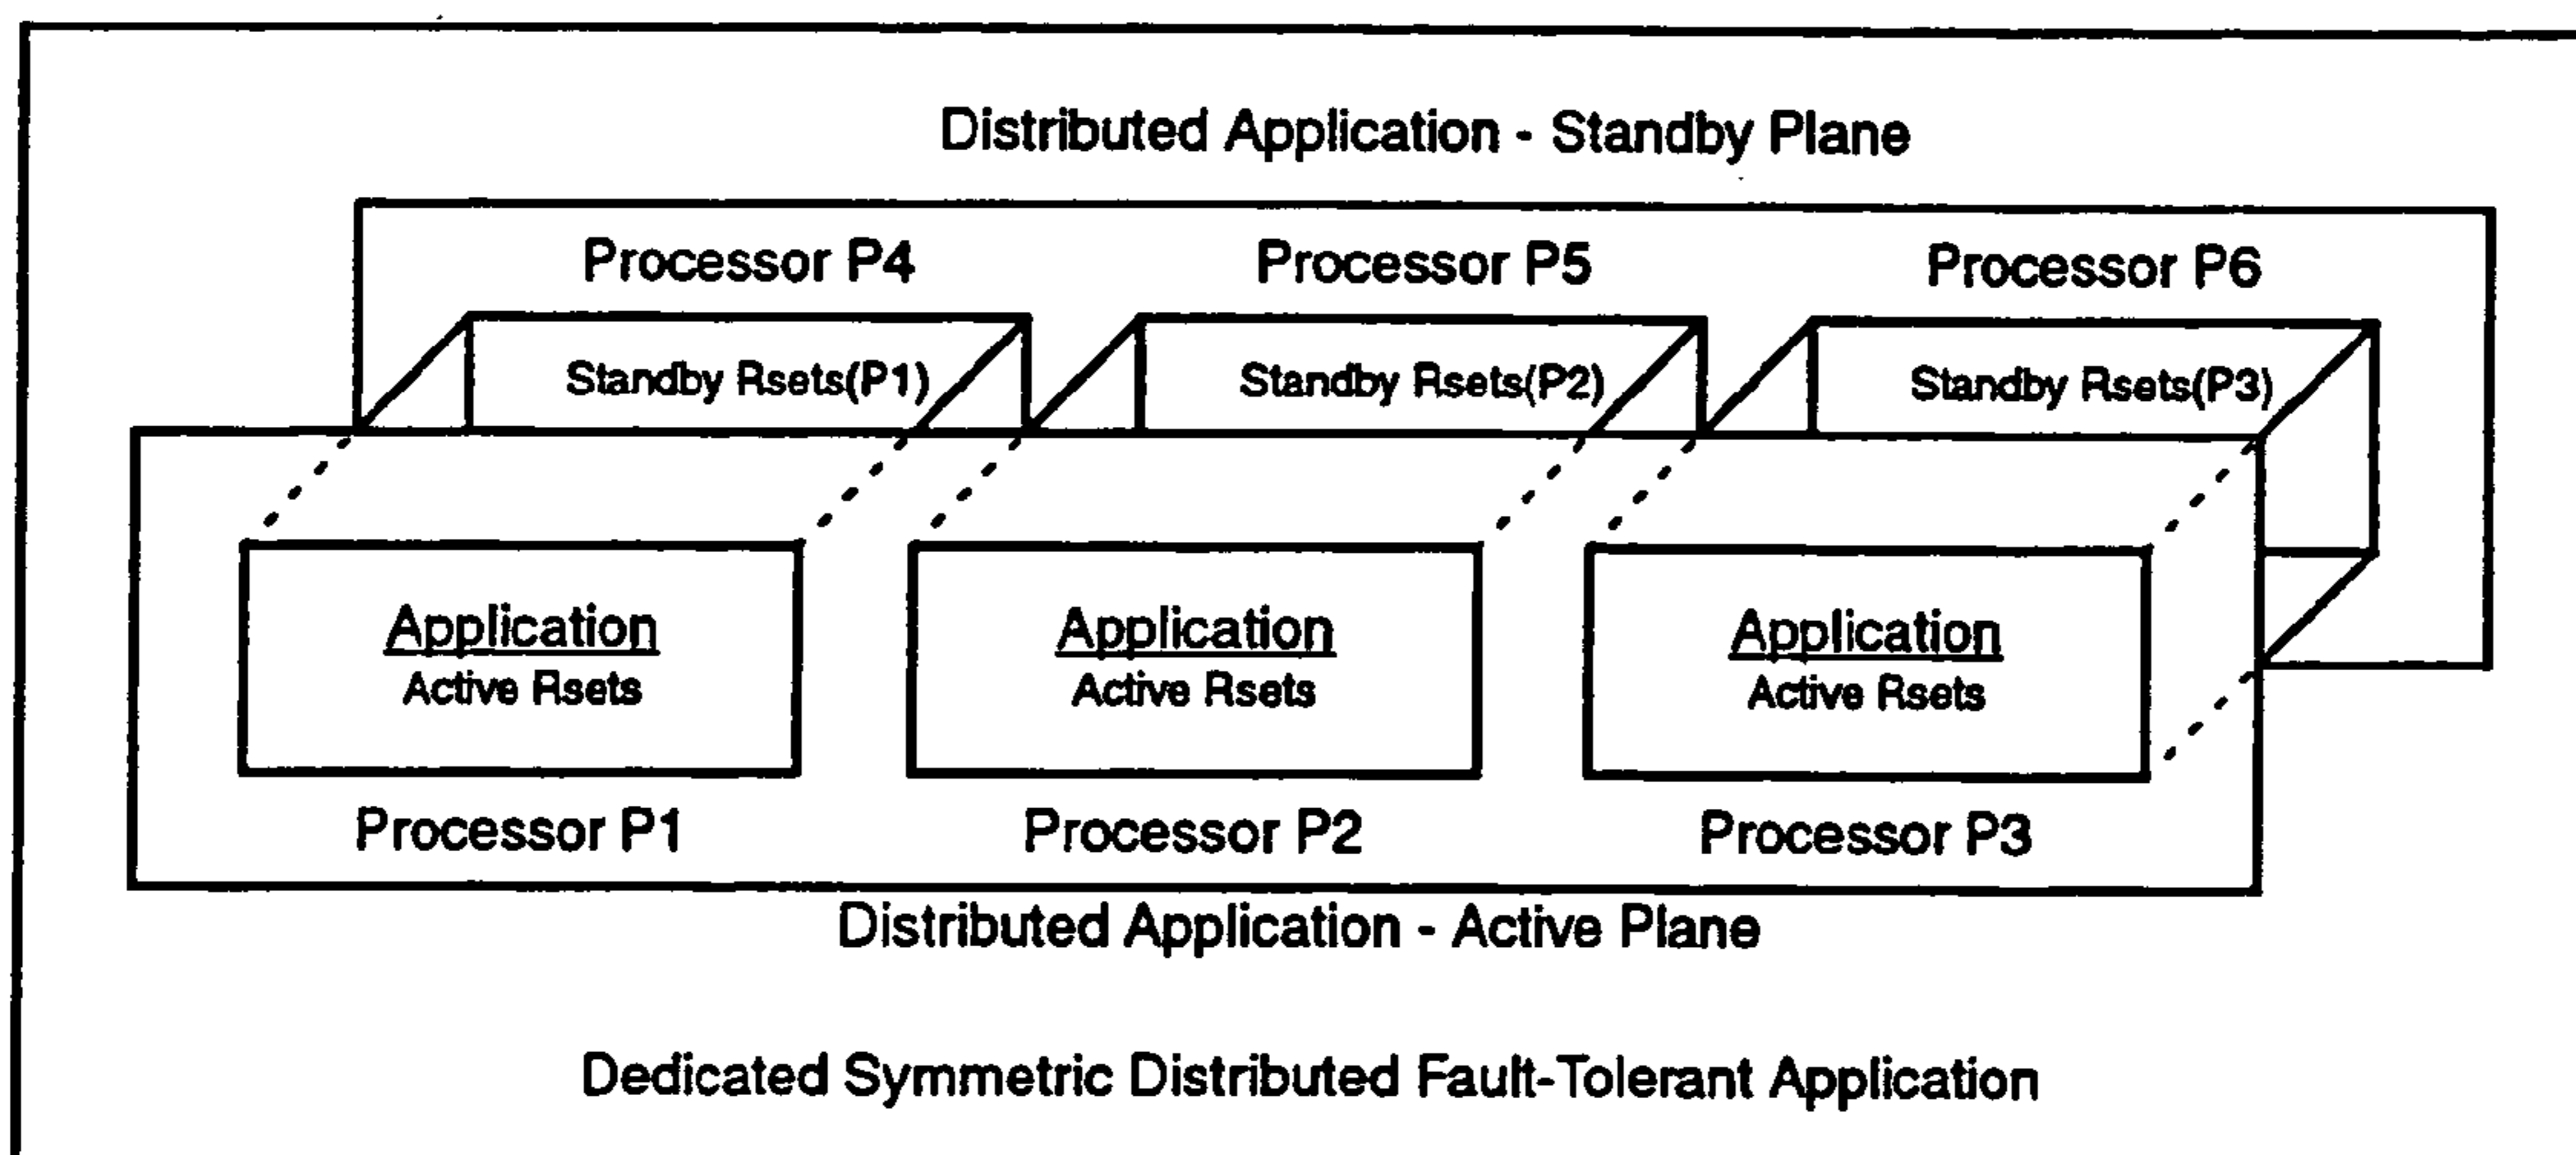 Distributed Application - Standby Plane
Processor P4
Processor P5
Processor P6
Standby Rsets(P1)
Standby Rsets(P2)
Standby Rsets(P3)
Application
Active Rsets
Application
Active Rsets
Application
Active Rsets
Processor P1
Processor P2
Processor P3
Distributed Application - Active Plane
Dedicated Symmetric Distributed Fault-Tolerant Application